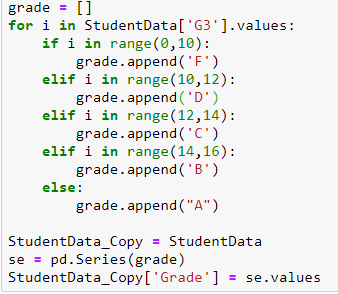 grade = []
for i in StudentData['G3'].values:
    if i in range(0,10):
        grade.append('F')
    elif i in range(10,12):
        grade.append('D')
    elif i in range(12,14):
        grade.append('C')
    elif i in range(14,16):
        grade.append('B')
    else:
        grade.append("A")

StudentData_Copy = StudentData
se = pd.Series(grade)
StudentData_Copy['Grade'] = se.values